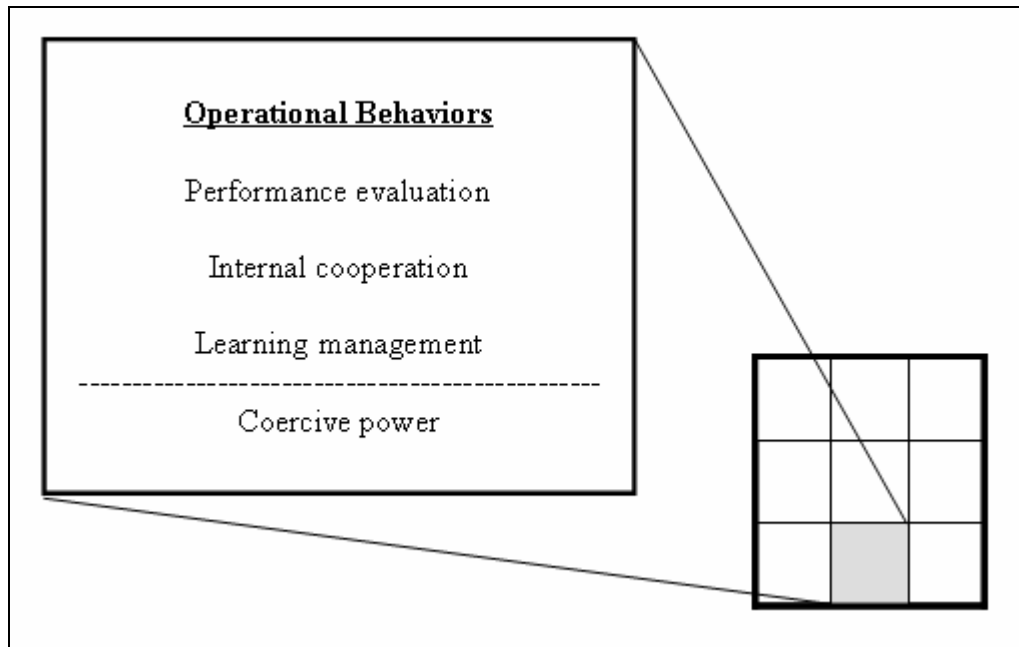 Operational Behaviors
Performance evaluation
Internal cooperation
Learning management
Coercive power